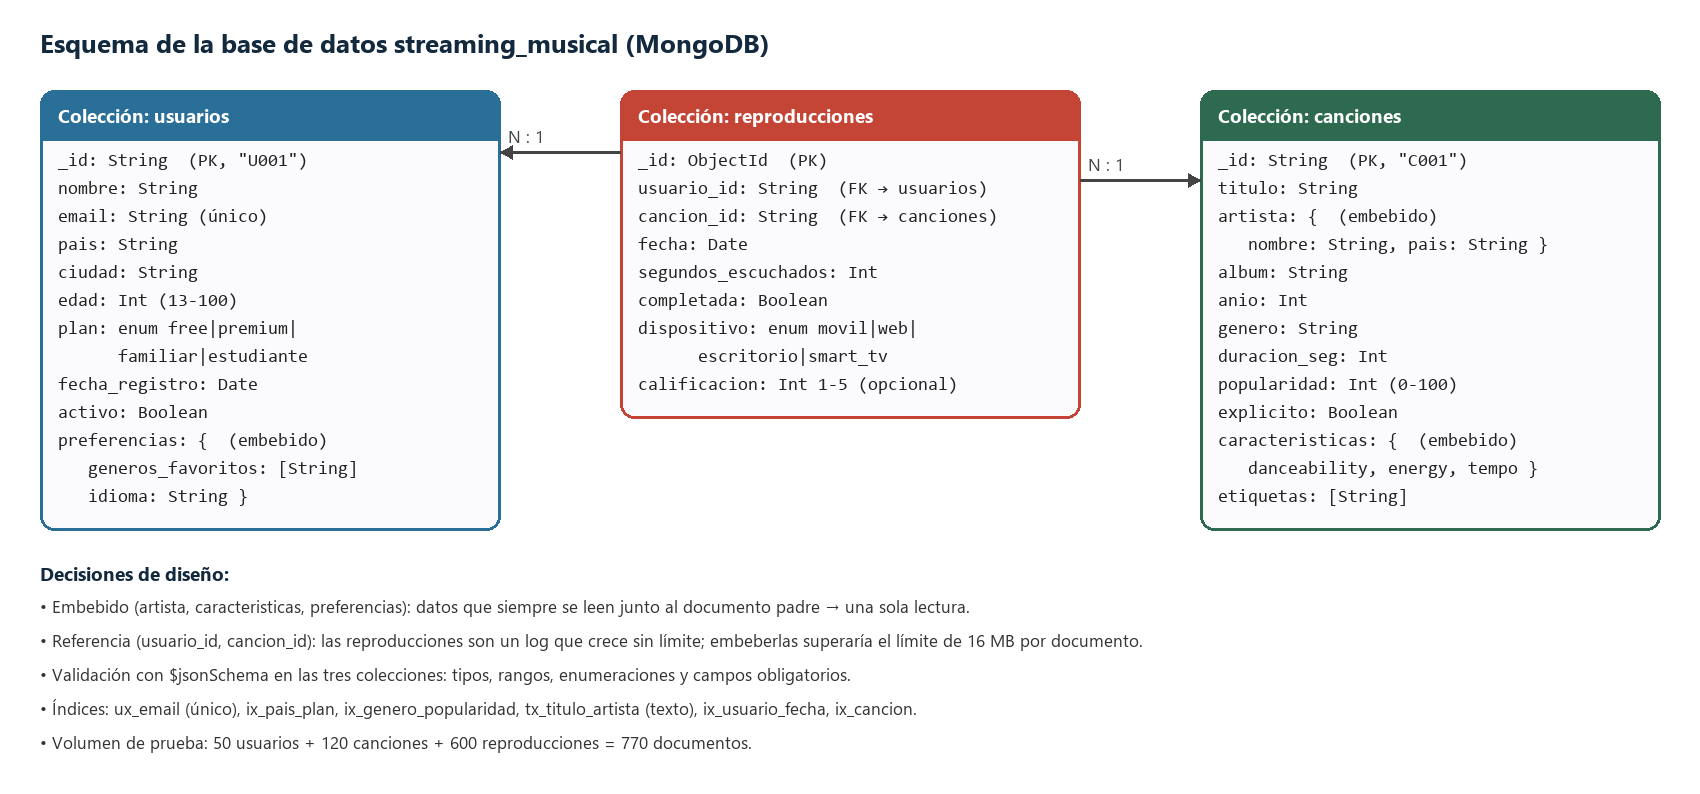 Esquema de la base de datos streaming_musical (MongoDB)
Colección: usuarios
_id: String  (PK, "U001")
nombre: String
email: String (único)
pais: String
ciudad: String
edad: Int (13-100)
plan: enum free|premium|
familiar|estudiante
fecha_registro: Date
activo: Boolean
preferencias: {  (embebido)
generos_favoritos: [String]
idioma: String }
N : 1
Colección: reproducciones
_id: ObjectId  (PK)
usuario_id: String  (FK → usuarios)
cancion_id: String  (FK → canciones)
fecha: Date
segundos_escuchados: Int
completada: Boolean
dispositivo: enum movil|web|
escritorio|smart_tv
calificacion: Int 1-5 (opcional)
N : 1
Colección: canciones
_id: String  (PK, "C001")
titulo: String
artista: {  (embebido)
nombre: String, pais: String }
album: String
anio: Int
genero: String
duracion_seg: Int
popularidad: Int (0-100)
explicito: Boolean
caracteristicas: {  (embebido)
danceability, energy, tempo }
etiquetas: [String]
Decisiones de diseño:
• Embebido (artista, caracteristicas, preferencias): datos que siempre se leen junto al documento padre → una sola lectura.
• Referencia (usuario_id, cancion_id): las reproducciones son un log que crece sin límite; embeberlas superaría el límite de 16 MB por documento.
• Validación con $jsonSchema en las tres colecciones: tipos, rangos, enumeraciones y campos obligatorios.
• Índices: ux_email (único), ix_pais_plan, ix_genero_popularidad, tx_titulo_artista (texto), ix_usuario_fecha, ix_cancion.
• Volumen de prueba: 50 usuarios + 120 canciones + 600 reproducciones = 770 documentos.